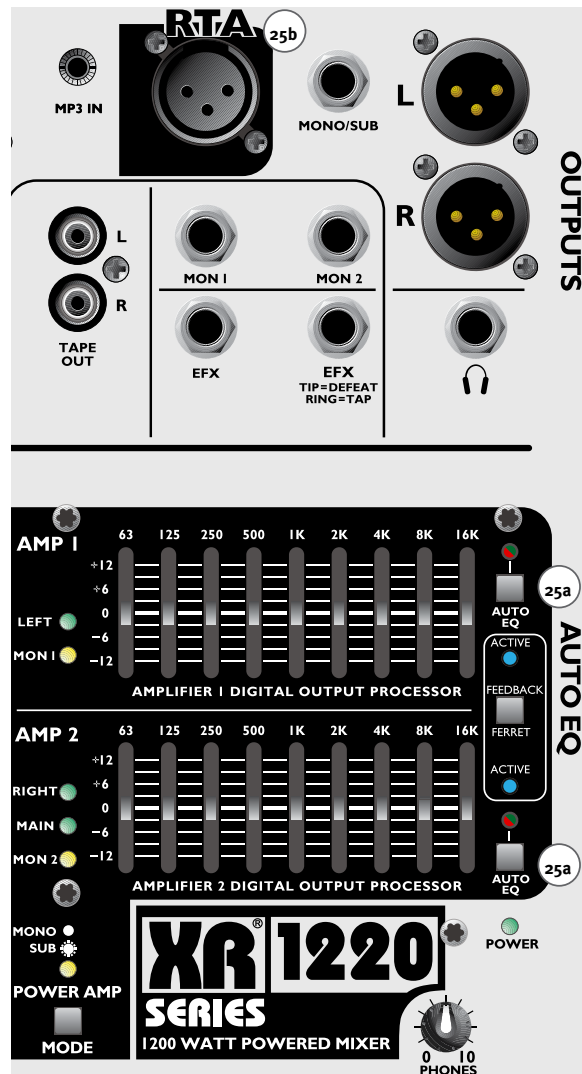 RTA
25b
MP3 IN
MONO/SUB
L
R
OUTPUTS
L
R
TAPE
OUT
MON 1
MON 2
EFX
EFX
TIP=DEFEAT
RING=TAP
AMP 1
63 125 250 500 1K 2K 4K 8K 16K
+12
+6
0
-6
-12
LEFT
MON 1
AMPLIFIER 1 DIGITAL OUTPUT PROCESSOR
25a
AUTO
EQ
AUTO EQ
ACTIVE
FEEDBACK
FERRET
ACTIVE
AMP 2
63 125 250 500 1K 2K 4K 8K 16K
+12
+6
0
-6
-12
RIGHT
MAIN
MON 2
AMPLIFIER 2 DIGITAL OUTPUT PROCESSOR
25a
AUTO
EQ
MONO
SUB
POWER AMP
MODE
XR® 1220
SERIES
1200 WATT POWERED MIXER
POWER
0 10
PHONES